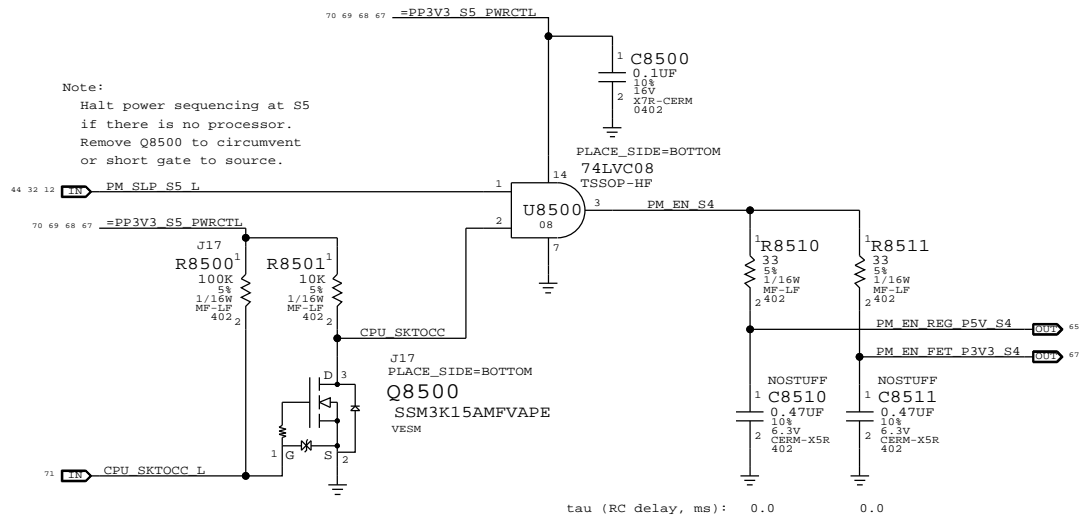 70 69 68 67 =PP3V3_S5_PWRCTL
1 C8500
0.1UF
10%
16V
2 X7R-CERM
0402
Note:
Halt power sequencing at S5
if there is no processor.
Remove Q8500 to circumvent
or short gate to source.
PLACE_SIDE=BOTTOM
74LVC08
TSSOP-HF
14
44 32 12 IN PM_SLP_S5_L 1
U8500
08
3 PM_EN_S4
2
7
70 69 68 67 =PP3V3_S5_PWRCTL
J17
R8500 1
100K
5%
1/16W
MF-LF
402
2
R8501 1
10K
5%
1/16W
MF-LF
402
2
1 R8510
33
5%
1/16W
MF-LF
2 402
1 R8511
33
5%
1/16W
MF-LF
2 402
CPU_SKTOCC
PM_EN_REG_P5V_S4 OUT 65
PM_EN_FET_P3V3_S4 OUT 67
J17
PLACE_SIDE=BOTTOM
D 3
Q8500
SSM3K15AMFVAPE
VESM
1 G S 2
NOSTUFF
1 C8510
0.47UF
10%
6.3V
2 CERM-X5R
402
NOSTUFF
1 C8511
0.47UF
10%
6.3V
2 CERM-X5R
402
71 IN CPU_SKTOCC_L
tau (RC delay, ms): 0.0 0.0